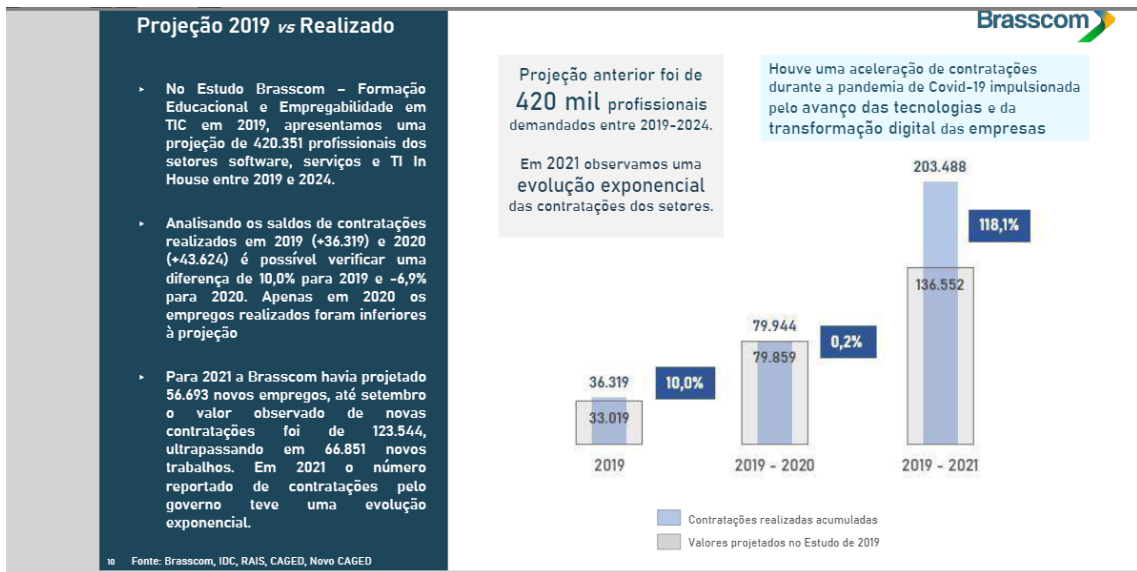 Projeção 2019 vs Realizado
Brasscom
▸ No Estudo Brasscom – Formação
Educacional e Empregabilidade em
TIC em 2019, apresentamos uma
projeção de 420.351 profissionais dos
setores software, serviços e TI In
House entre 2019 e 2024.
▸ Analisando os saldos de contratações
realizados em 2019 (+36.319) e 2020
(+43.624) é possível verificar uma
diferença de 10,0% para 2019 e -6,9%
para 2020. Apenas em 2020 os
empregos realizados foram inferiores
à projeção
▸ Para 2021 a Brasscom havia projetado
56.693 novos empregos, até setembro
o valor observado de novas
contratações foi de 123.544,
ultrapassando em 66.851 novos
trabalhos. Em 2021 o número
reportado de contratações pelo
governo teve uma evolução
exponencial.
10 Fonte: Brasscom, IDC, RAIS, CAGED, Novo CAGED
Projeção anterior foi de
420 mil profissionais
demandados entre 2019-2024.
Em 2021 observamos uma
evolução exponencial
das contratações dos setores.
Houve uma aceleração de contratações
durante a pandemia de Covid-19 impulsionada
pelo avanço das tecnologias e da
transformação digital das empresas
203.488
118,1%
136.552
79.944
0,2%
79.859
36.319
10,0%
33.019
2019
2019 - 2020
2019 - 2021
Contratações realizadas acumuladas
Valores projetados no Estudo de 2019